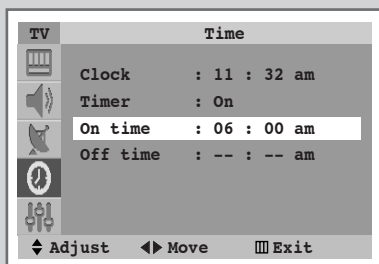 TV Time
Clock : 11 : 32 am
Timer : On
On time : 06 : 00 am
Off time : -- : -- am
Adjust Move Exit